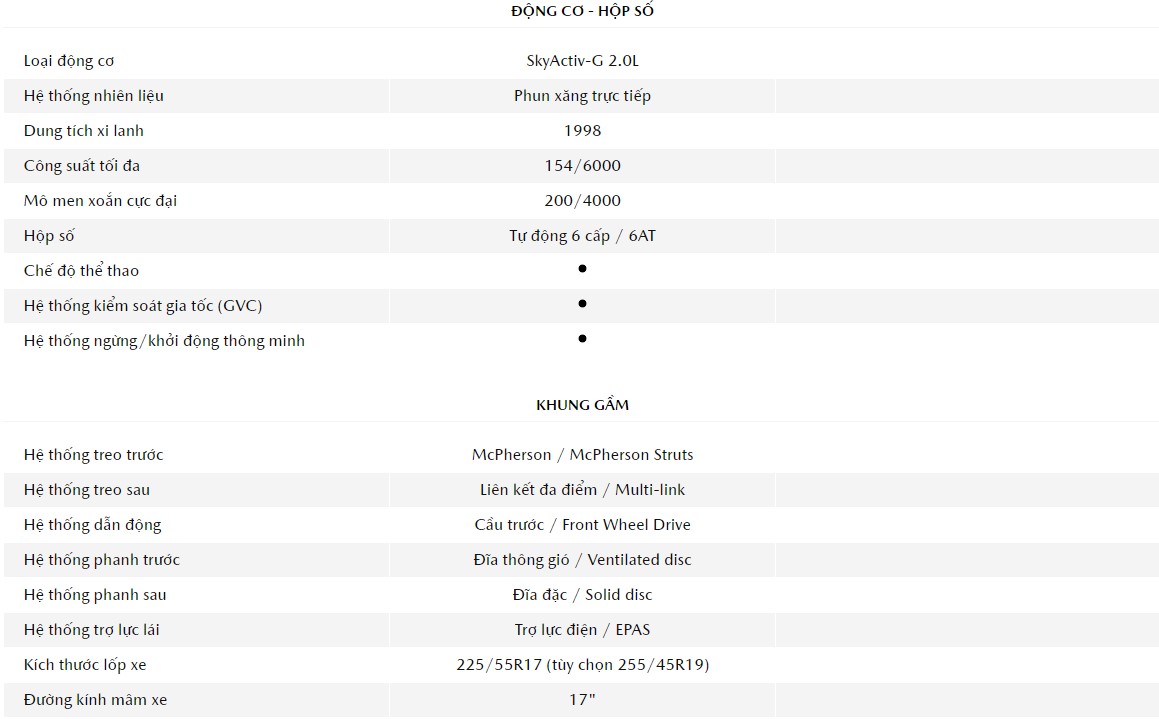 ĐỘNG CƠ - HỘP SỐ
Loại động cơ SkyActiv-G 2.0L
Hệ thống nhiên liệu Phun xăng trực tiếp
Dung tích xi lanh 1998
Công suất tối đa 154/6000
Mô men xoắn cực đại 200/4000
Hộp số Tự động 6 cấp / 6AT
Chế độ thể thao ●
Hệ thống kiểm soát gia tốc (GVC) ●
Hệ thống ngừng/khởi động thông minh ●
KHUNG GẦM
Hệ thống treo trước McPherson / McPherson Struts
Hệ thống treo sau Liên kết đa điểm / Multi-link
Hệ thống dẫn động Cầu trước / Front Wheel Drive
Hệ thống phanh trước Đĩa thông gió / Ventilated disc
Hệ thống phanh sau Đĩa đặc / Solid disc
Hệ thống trợ lực lái Trợ lực điện / EPAS
Kích thước lốp xe 225/55R17 (tùy chọn 255/45R19)
Đường kính mâm xe 17"